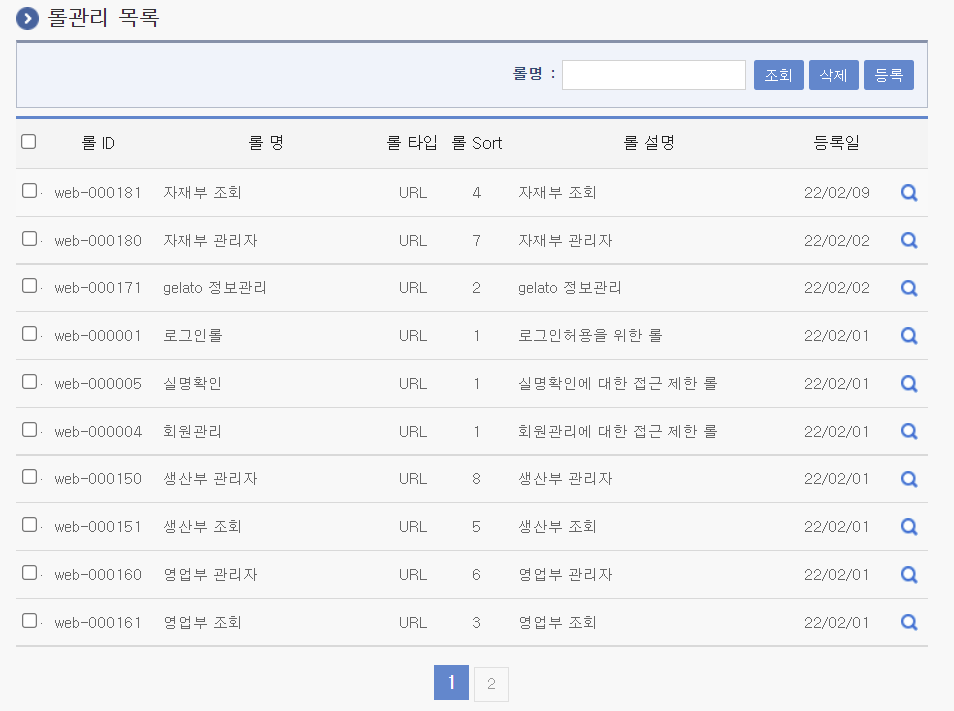 롤관리 목록
롤명 : 조회 삭제 등록
롤 ID 롤 명 롤 타입 롤 Sort 롤 설명 등록일
web-000181 자재부 조회 URL 4 자재부 조회 22/02/09
web-000180 자재부 관리자 URL 7 자재부 관리자 22/02/02
web-000171 gelato 정보관리 URL 2 gelato 정보관리 22/02/02
web-000001 로그인롤 URL 1 로그인허용을 위한 롤 22/02/01
web-000005 실명확인 URL 1 실명확인에 대한 접근 제한 롤 22/02/01
web-000004 회원관리 URL 1 회원관리에 대한 접근 제한 롤 22/02/01
web-000150 생산부 관리자 URL 8 생산부 관리자 22/02/01
web-000151 생산부 조회 URL 5 생산부 조회 22/02/01
web-000160 영업부 관리자 URL 6 영업부 관리자 22/02/01
web-000161 영업부 조회 URL 3 영업부 조회 22/02/01
1 2